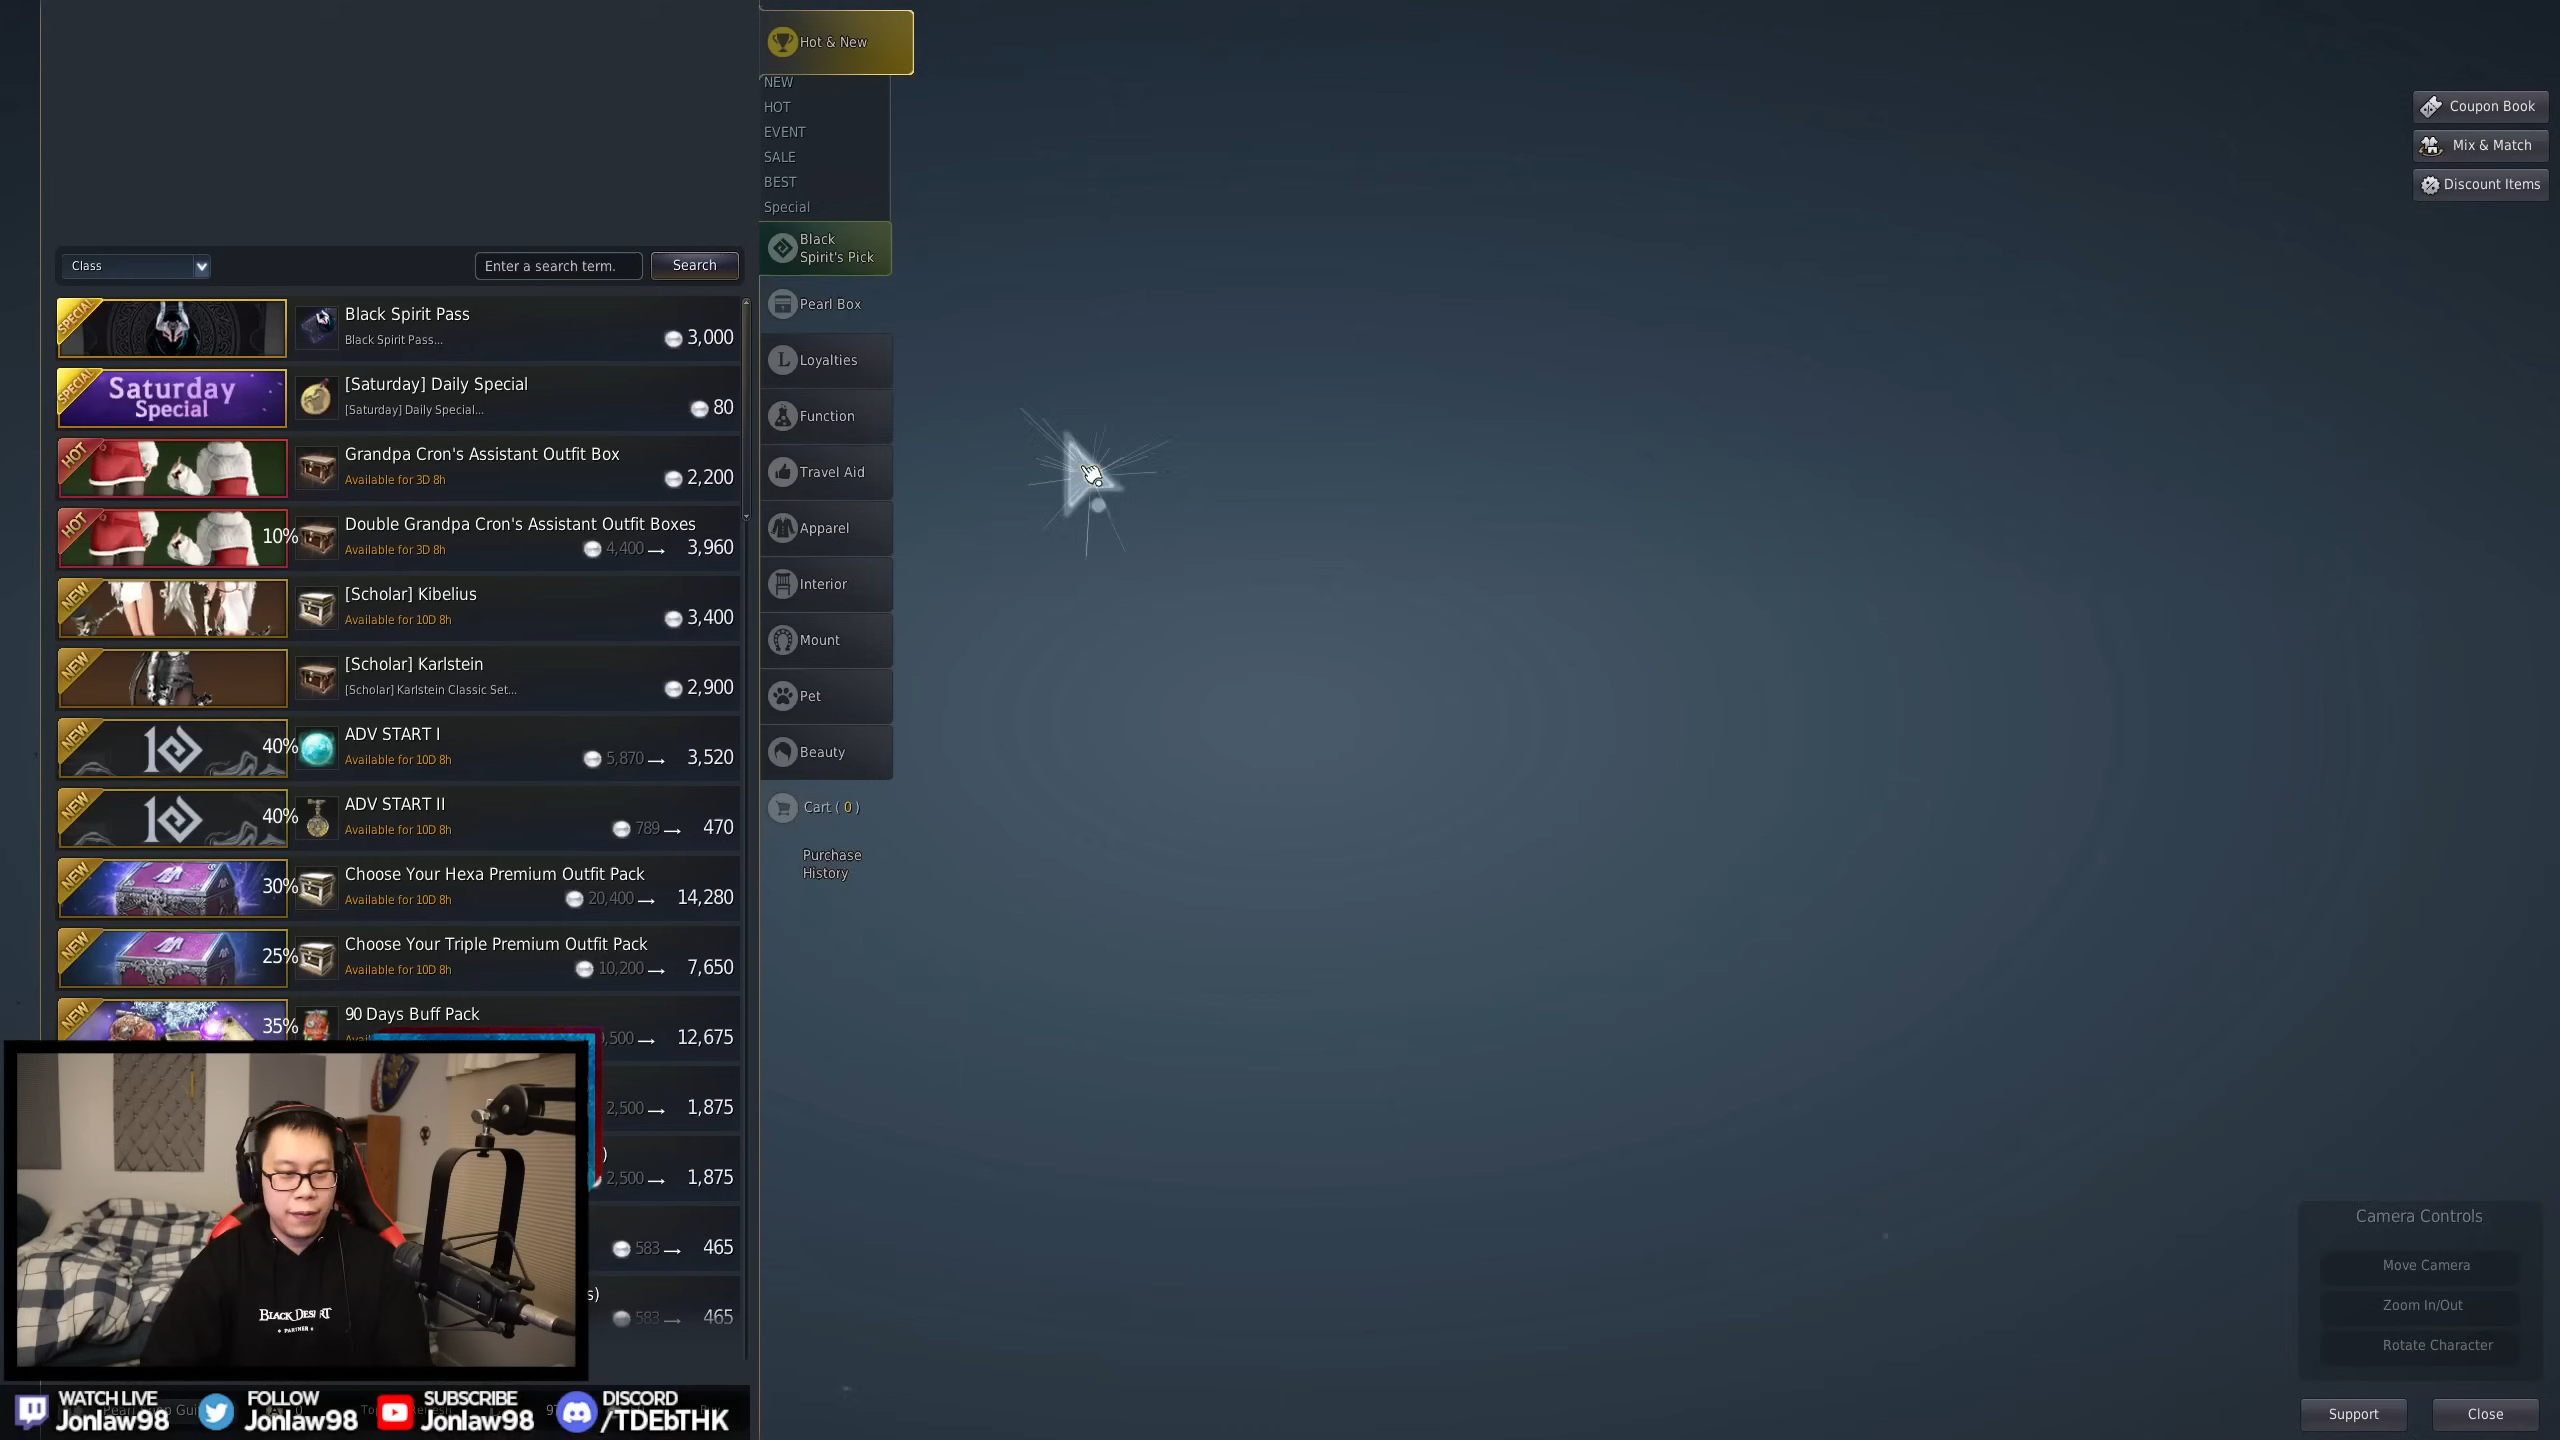 Hot & New
NEW
HOT
EVENT
SALE
BEST
Special
Black
Spirit's Pick
Pearl Box
Loyalties
Function
Travel Aid
Apparel
Interior
Mount
Pet
Beauty
Cart ( 0 )
Purchase
History
Coupon Book
Mix & Match
Discount Items
Class
Enter a search term.
Search
SPECIAL
Black Spirit Pass
Black Spirit Pass...
3,000
SPECIAL
Saturday
Special
[Saturday] Daily Special
[Saturday] Daily Special...
80
HOT
Grandpa Cron's Assistant Outfit Box
Available for 3D 8h
2,200
HOT
10%
Double Grandpa Cron's Assistant Outfit Boxes
Available for 3D 8h
4,400 → 3,960
NEW
[Scholar] Kibelius
Available for 10D 8h
3,400
NEW
[Scholar] Karlstein
[Scholar] Karlstein Classic Set...
2,900
NEW
40%
ADV START I
Available for 10D 8h
5,870 → 3,520
NEW
40%
ADV START II
Available for 10D 8h
789 → 470
NEW
30%
Choose Your Hexa Premium Outfit Pack
Available for 10D 8h
20,400 → 14,280
NEW
25%
Choose Your Triple Premium Outfit Pack
Available for 10D 8h
10,200 → 7,650
NEW
35%
90 Days Buff Pack
,500 → 12,675
2,500 → 1,875
)
2,500 → 1,875
583 → 465
s)
583 → 465
BLACK DESERT
PARTNER
WATCH LIVE
Jonlaw98
FOLLOW
Jonlaw98
SUBSCRIBE
Jonlaw98
DISCORD
/TDEbTHK
Camera Controls
Move Camera
Zoom In/Out
Rotate Character
Support
Close